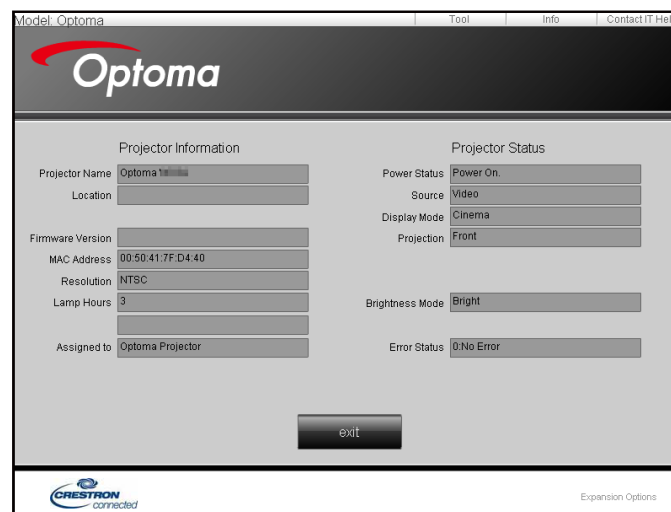 Model: Optoma
Tool Info Contact IT Hel
Optoma
Projector Information
Projector Name Optoma
Location
Firmware Version
MAC Address 00:50:41:7F:D4:40
Resolution NTSC
Lamp Hours 3
Assigned to Optoma Projector
Projector Status
Power Status Power On.
Source Video
Display Mode Cinema
Projection Front
Brightness Mode Bright
Error Status 0:No Error
exit
CRESTRON
connected
Expansion Options